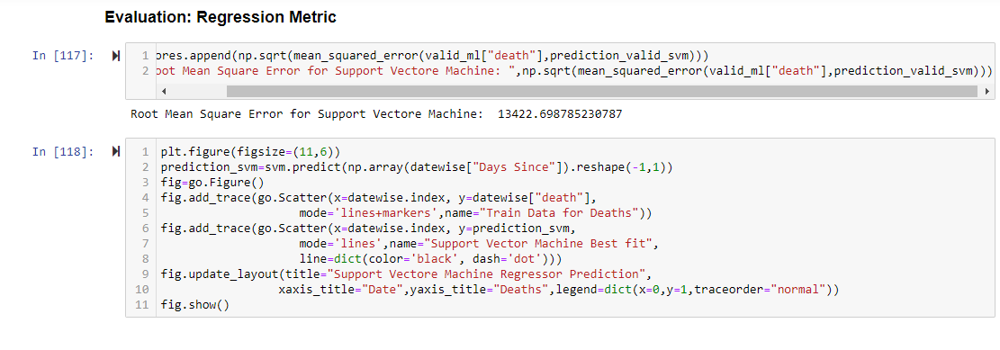 Evaluation: Regression Metric
In [117]:
1 ores.append(np.sqrt(mean_squared_error(valid_ml["death"],prediction_valid_svm)))
2 oot Mean Square Error for Support Vectore Machine: ",np.sqrt(mean_squared_error(valid_ml["death"],prediction_valid_svm)))
Root Mean Square Error for Support Vectore Machine:  13422.698785230787
In [118]:
1 plt.figure(figsize=(11,6))
2 prediction_svm=svm.predict(np.array(datewise["Days Since"]).reshape(-1,1))
3 fig=go.Figure()
4 fig.add_trace(go.Scatter(x=datewise.index, y=datewise["death"],
5                     mode='lines+markers',name="Train Data for Deaths"))
6 fig.add_trace(go.Scatter(x=datewise.index, y=prediction_svm,
7                     mode='lines',name="Support Vector Machine Best fit",
8                     line=dict(color='black', dash='dot')))
9 fig.update_layout(title="Support Vectore Machine Regressor Prediction",
10                  xaxis_title="Date",yaxis_title="Deaths",legend=dict(x=0,y=1,traceorder="normal"))
11 fig.show()